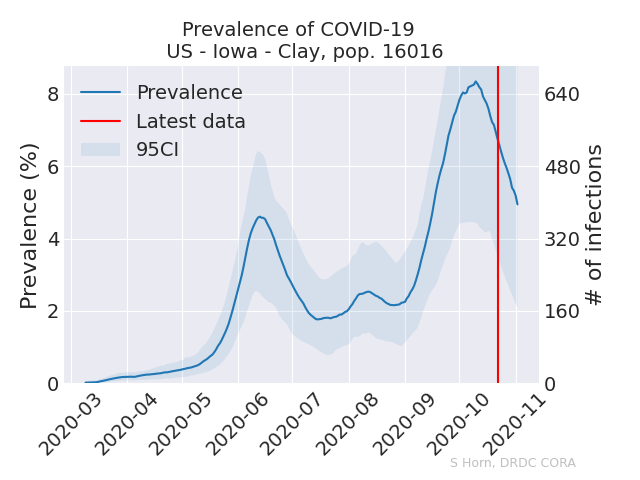 Prevalence of COVID-19
US - Iowa - Clay, pop. 16016
Prevalence
Latest data
95CI
Prevalence (%)
8
6
4
2
0
640
480
320
160
0
# of infections
2020-03
2020-04
2020-05
2020-06
2020-07
2020-08
2020-09
2020-10
2020-11
S Horn, DRDC CORA